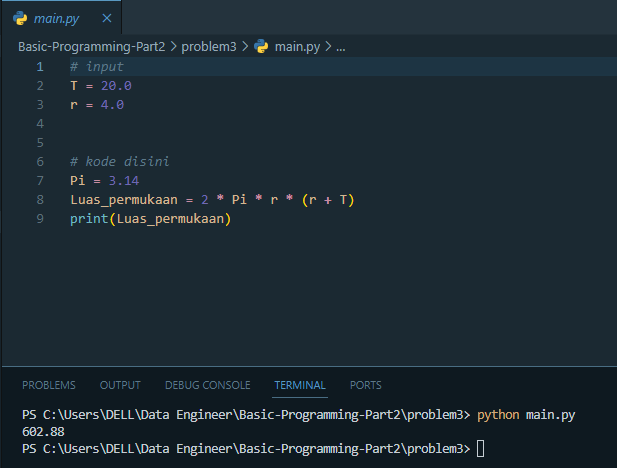 main.py
Basic-Programming-Part2 > problem3 > main.py > ...
1 # input
2 T = 20.0
3 r = 4.0
4
5
6 # kode disini
7 Pi = 3.14
8 Luas_permukaan = 2 * Pi * r * (r + T)
9 print(Luas_permukaan)
PROBLEMS OUTPUT DEBUG CONSOLE TERMINAL PORTS
PS C:\Users\DELL\Data Engineer\Basic-Programming-Part2\problem3> python main.py
602.88
PS C:\Users\DELL\Data Engineer\Basic-Programming-Part2\problem3>